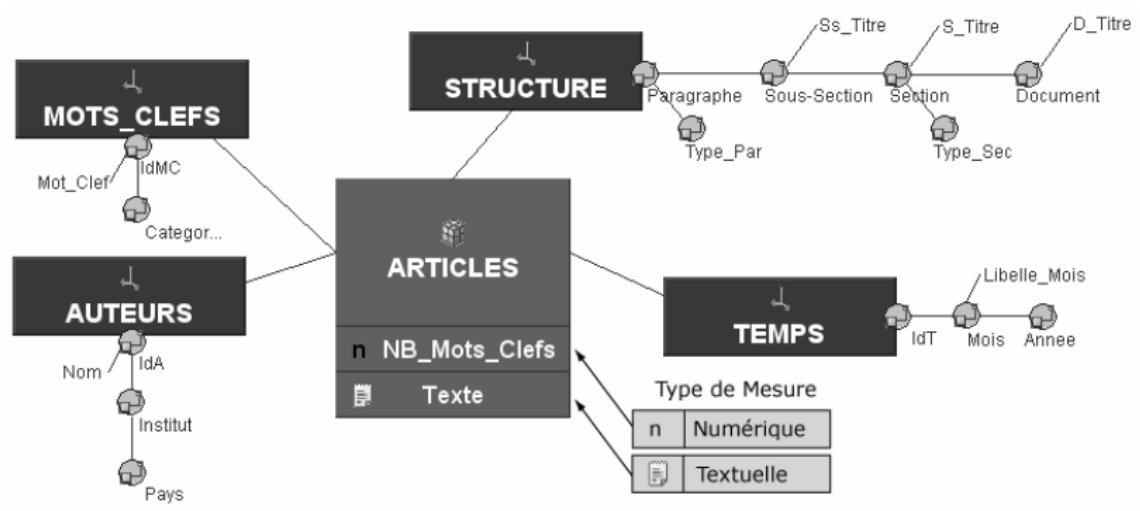 Ss_Titre
S_Titre
D_Titre
STRUCTURE
Paragraphe
Sous-Section
Section
Document
Type_Par
Type_Sec
MOTS_CLEFS
IdMC
Mot_Clef
Categor...
ARTICLES
NB_Mots_Clefs
Texte
AUTEURS
IdA
Nom
Institut
Pays
TEMPS
Libelle_Mois
IdT
Mois
Annee
Type de Mesure
n
n Numérique
Textuelle